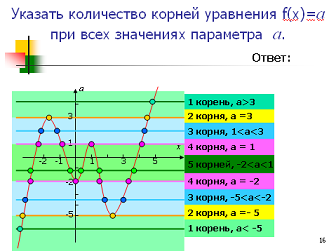 Указать количество корней уравнения f(x)=a
при всех значениях параметра a.
Ответ:
a
3
1
-2 -1
1 3 5
x
-2
-5
1 корень, a>3
2 корня, a =3
3 корня, 1<a<3
4 корня, a = 1
5 корней, -2<a<1
4 корня, a = -2
3 корня, -5<a<-2
2 корня, a =- 5
1 корень, a< -5
16